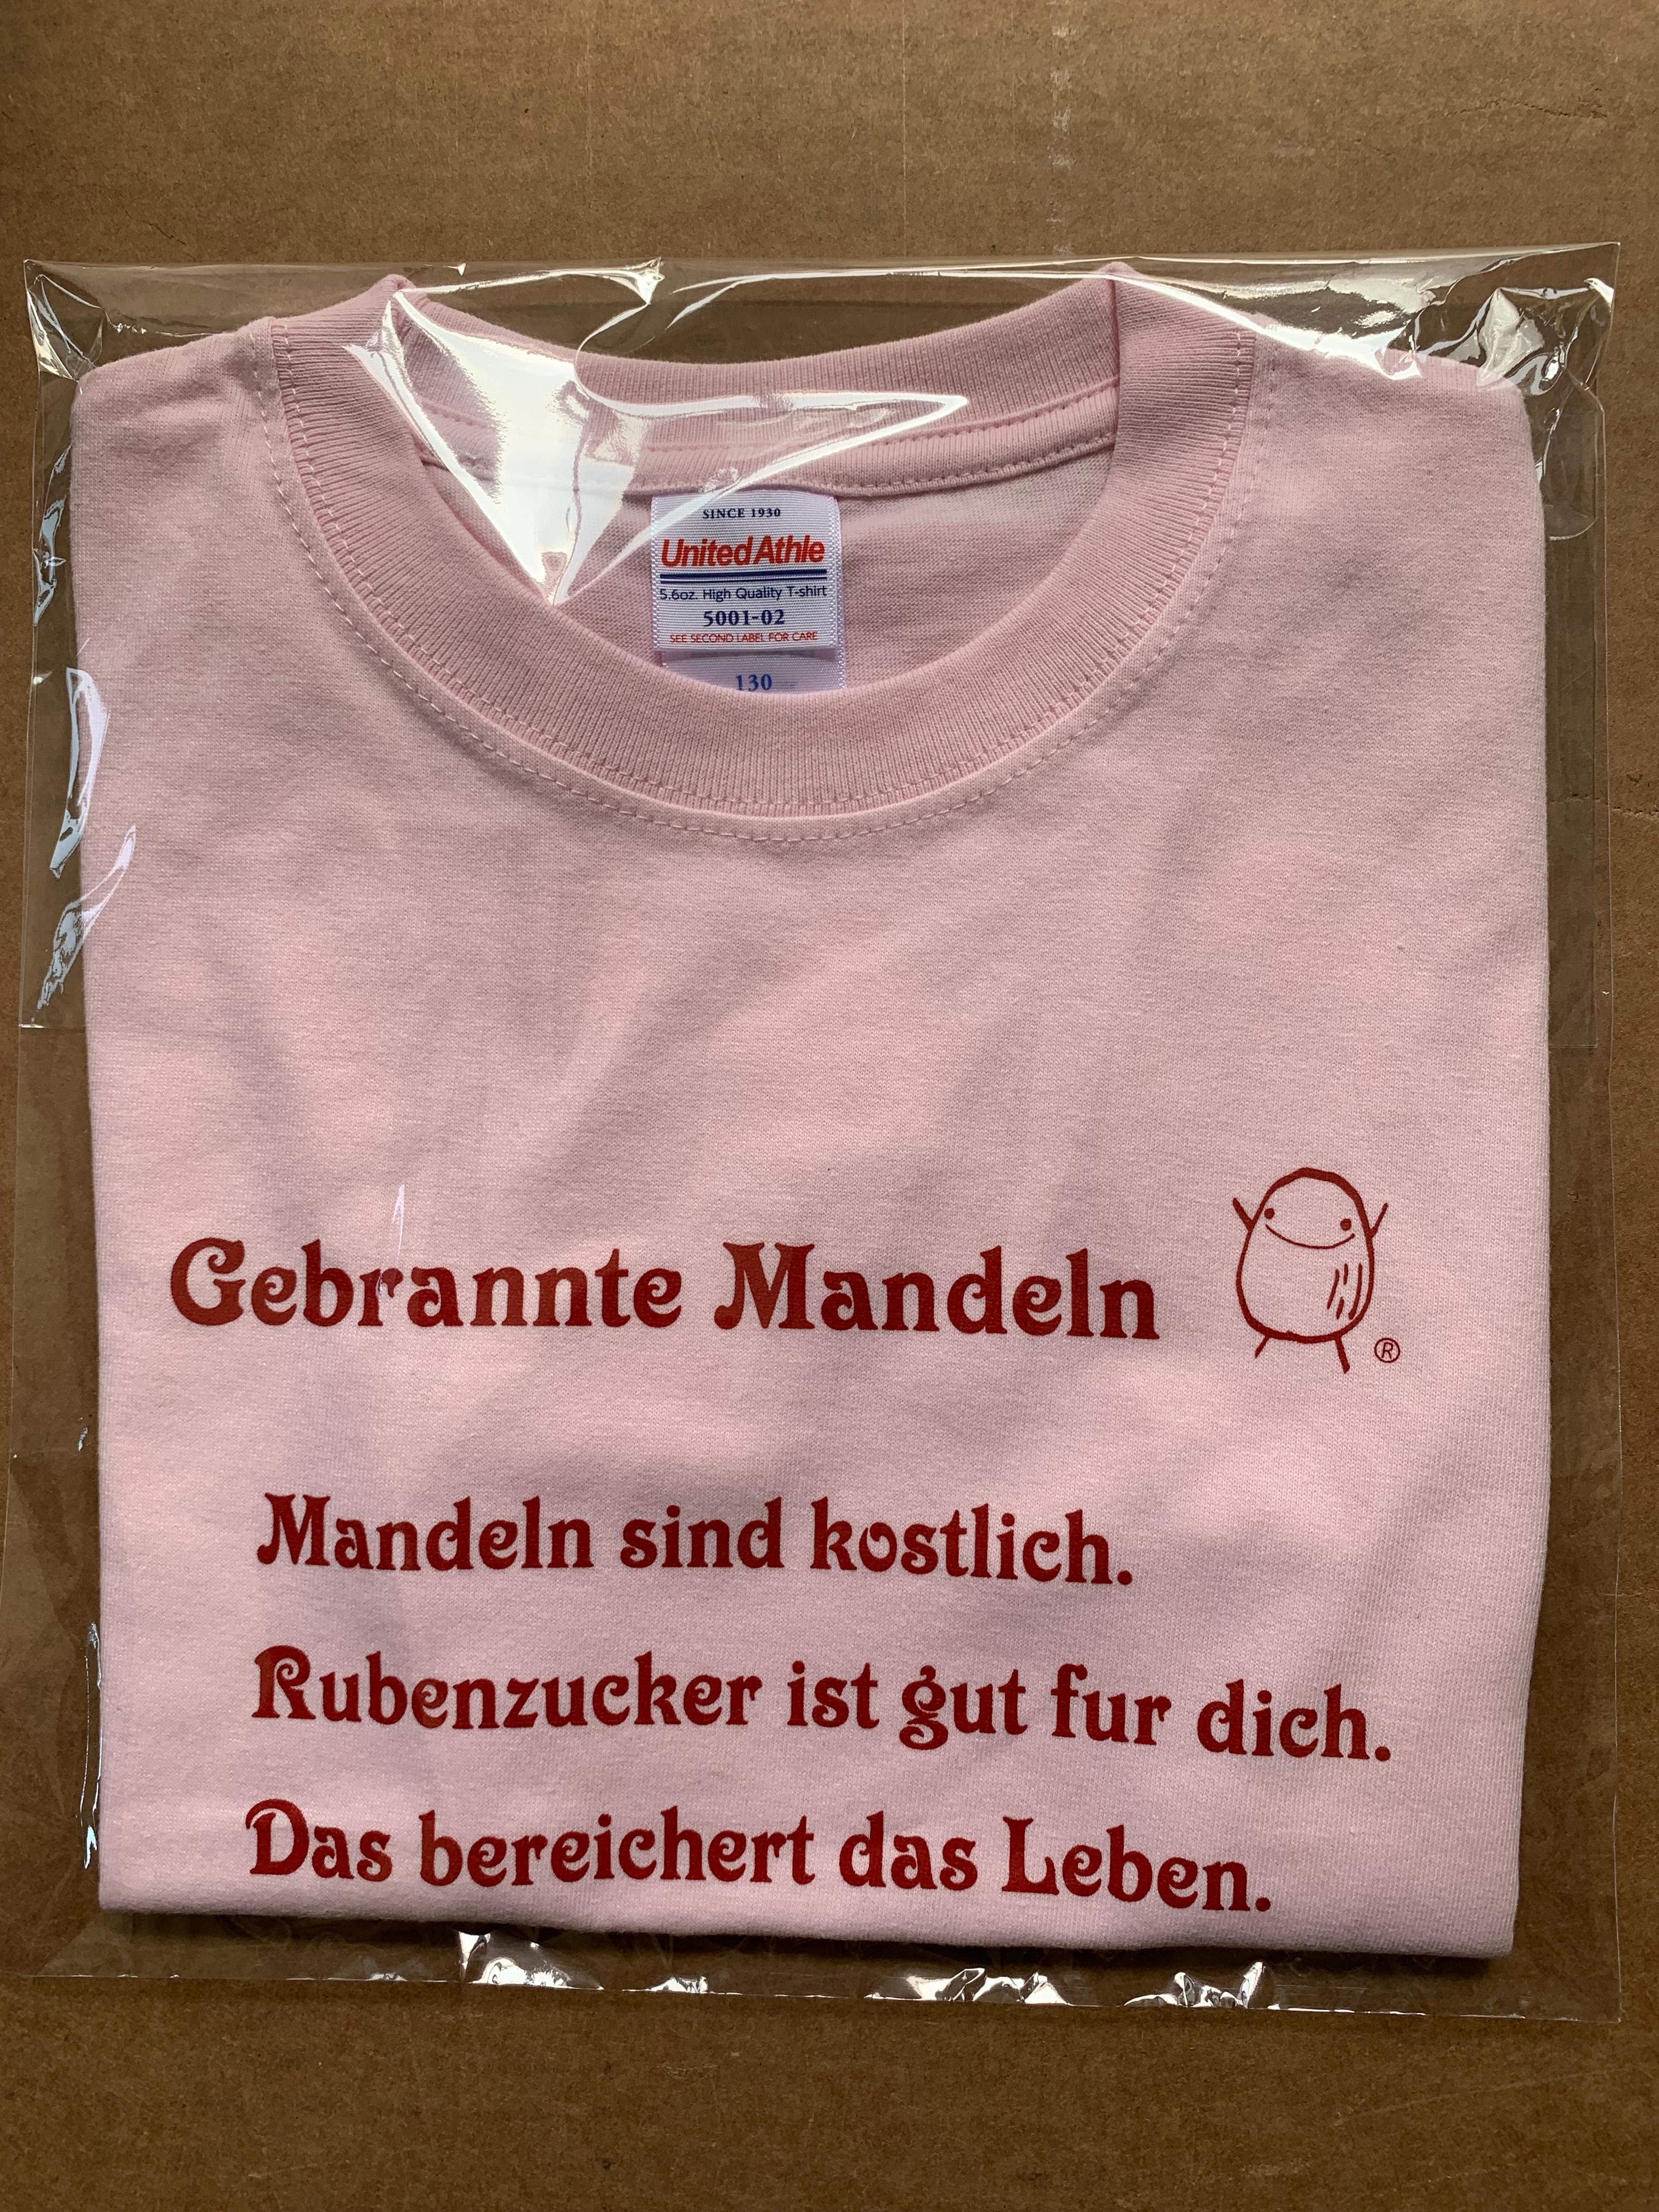 SINCE 1930
United Athle
5.6oz. High Quality T-shirt
5001-02
SEE SECOND LABEL FOR CARE
130
Gebrannte Mandeln
®
Mandeln sind kostlich.
Rubenzucker ist gut fur dich.
Das bereichert das Leben.